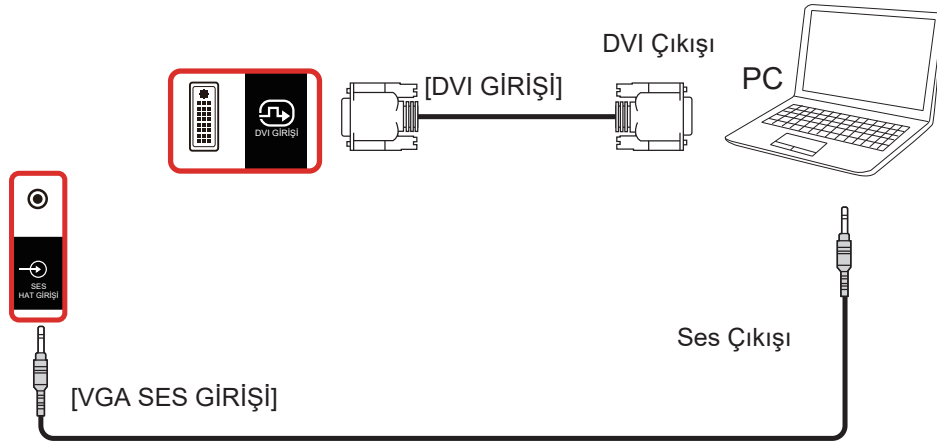 DVI Çıkışı
PC
[DVI GİRİŞİ]
DVI GİRİŞİ
SES
HAT GİRİŞİ
Ses Çıkışı
[VGA SES GİRİŞİ]